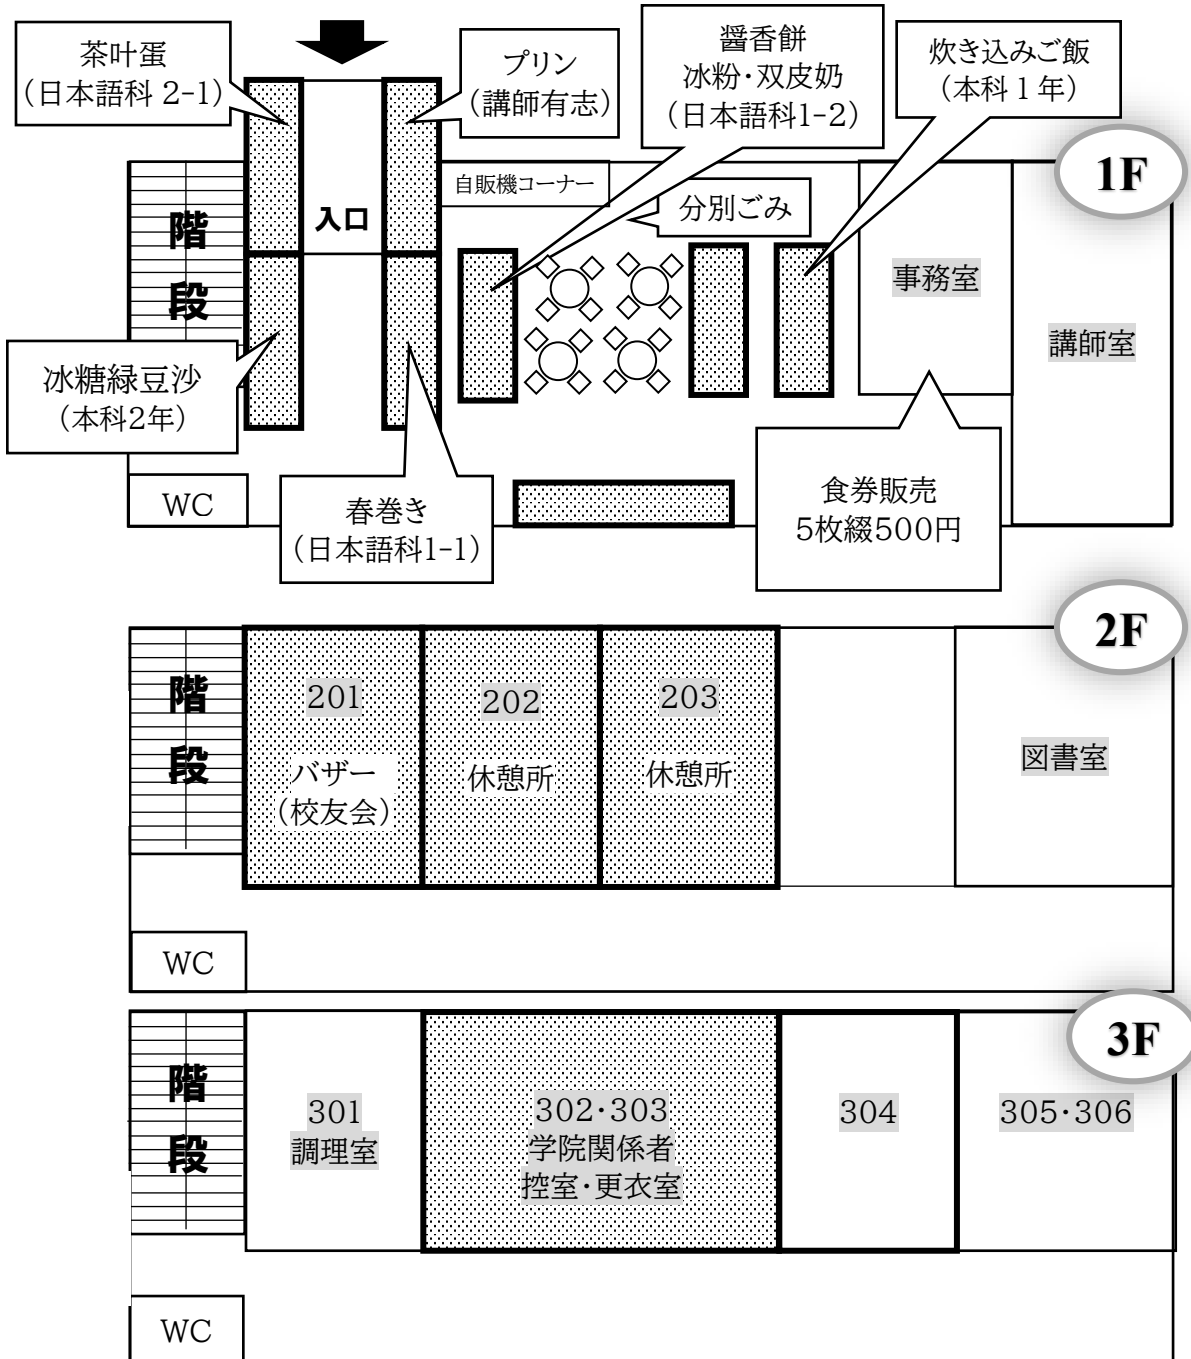 茶叶蛋
（日本語科 2-1）
プリン
（講師有志）
醤香餅
冰粉・双皮奶
（日本語科1-2）
炊き込みご飯
（本科１年）
1F
階
段
入口
自販機コーナー
分別ごみ
事務室
講師室
冰糖緑豆沙
（本科2年）
WC
春巻き
（日本語科1-1）
食券販売
5枚綴500円
2F
階
段
201
バザー
（校友会）
202
休憩所
203
休憩所
図書室
WC
3F
階
段
301
調理室
302・303
学院関係者
控室・更衣室
304
305・306
WC